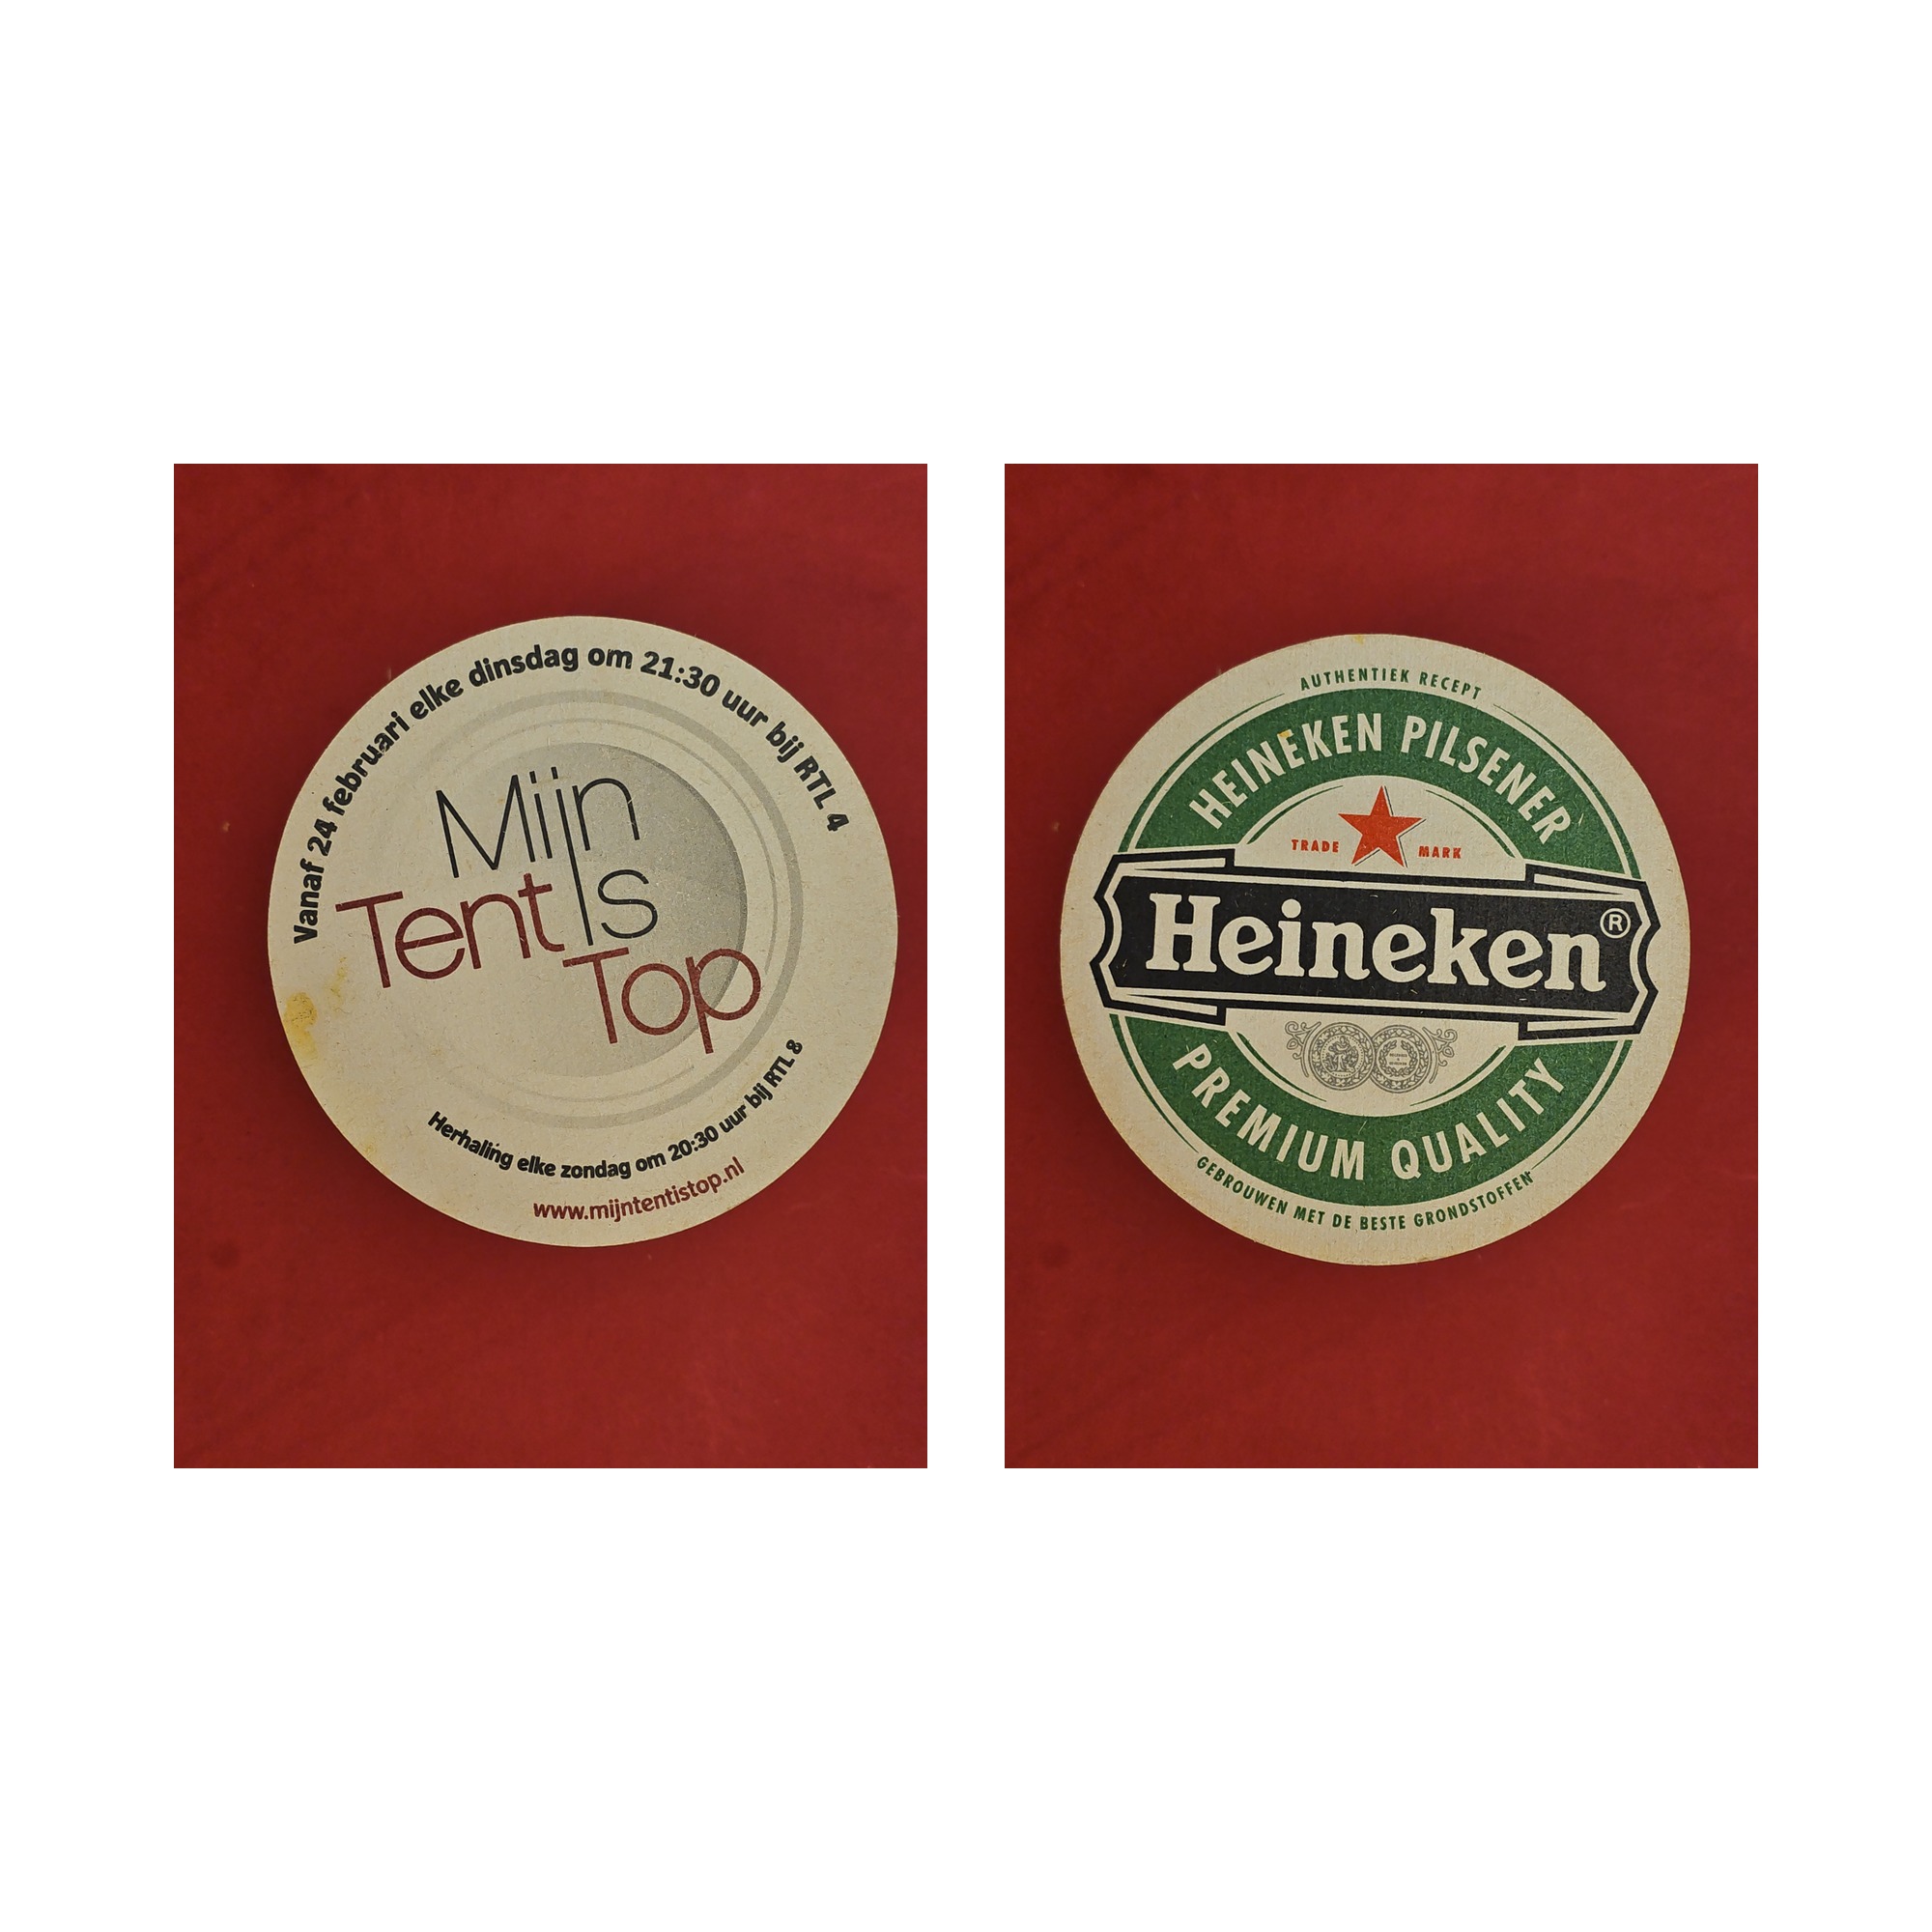 Vanaf 24 februari elke dinsdag om 21:30 uur bij RTL 4
Mijn
Tent Is
Top
Herhaling elke zondag om 20:30 uur bij RTL 8
www.mijntentistop.nl
AUTHENTIEK RECEPT
HEINEKEN PILSENER
TRADE MARK
Heineken®
PREMIUM QUALITY
GEBROUWEN MET DE BESTE GRONDSTOFFEN